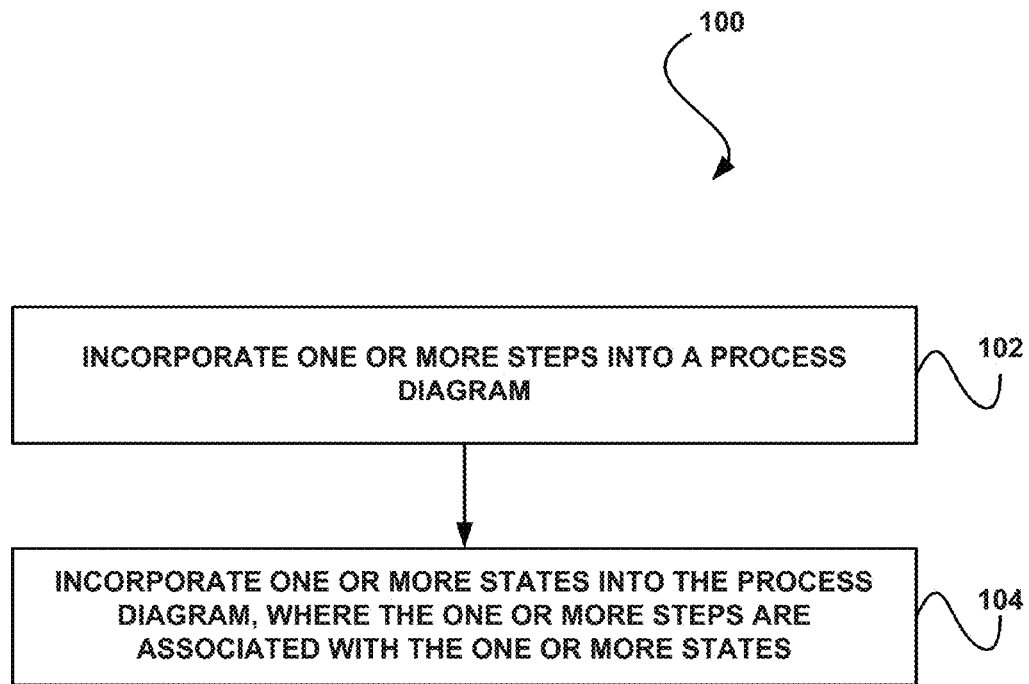 100
INCORPORATE ONE OR MORE STEPS INTO A PROCESS
DIAGRAM
102
INCORPORATE ONE OR MORE STATES INTO THE PROCESS
DIAGRAM, WHERE THE ONE OR MORE STEPS ARE
ASSOCIATED WITH THE ONE OR MORE STATES
104